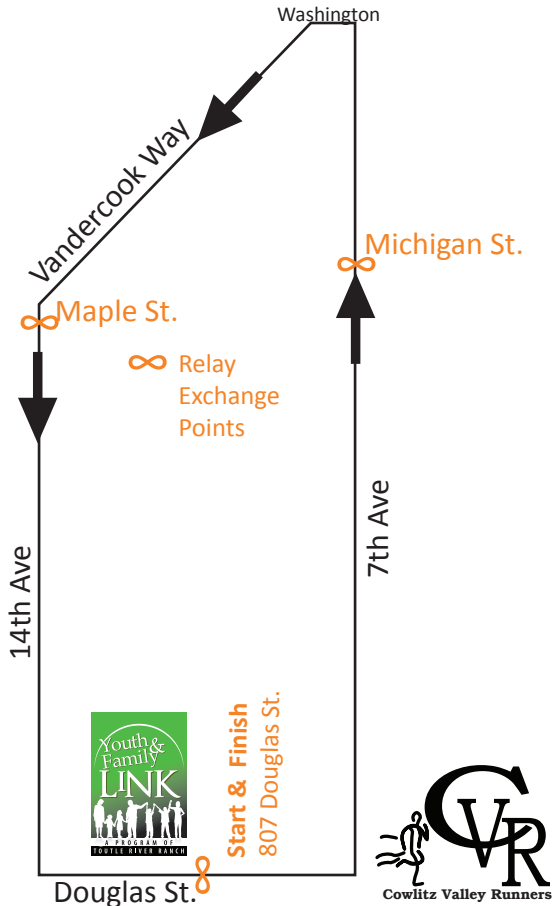 Washington
Vandercook Way
Michigan St.
Maple St.
Relay
Exchange
Points
7th Ave
14th Ave
Youth &
Family
LINK
A PROGRAM OF
TOUTLE RIVER RANCH
Start & Finish
807 Douglas St.
Douglas St.
CVR
Cowlitz Valley Runners